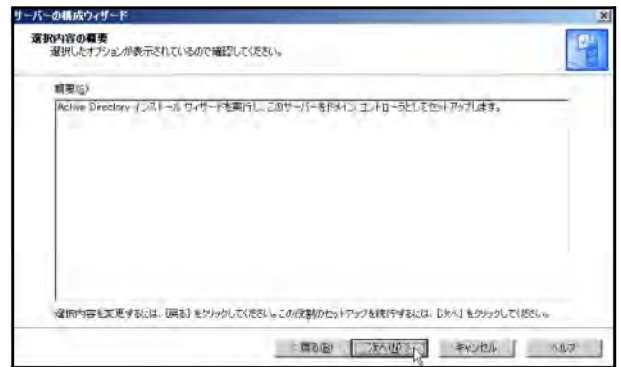 サーバーの構成ウィザード
選択内容の概要
選択したオプションが表示されているので確認してください。
概要(S)
Active Directory インストール ウィザードを実行し、このサーバーをドメイン コントローラとしてセットアップします。
選択内容を変更するには、[戻る] をクリックしてください。この役割のセットアップを続行するには、[次へ] をクリックしてください。
< 戻る(B) 次へ(N) > キャンセル ヘルプ